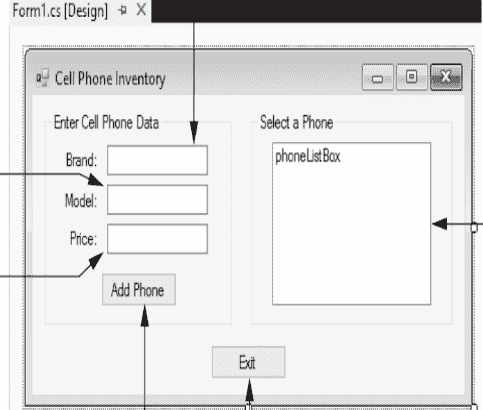 Form1.cs [Design]
Cell Phone Inventory
Enter Cell Phone Data
Brand:
Model:
Price:
Add Phone
Select a Phone
phoneListBox
Exit